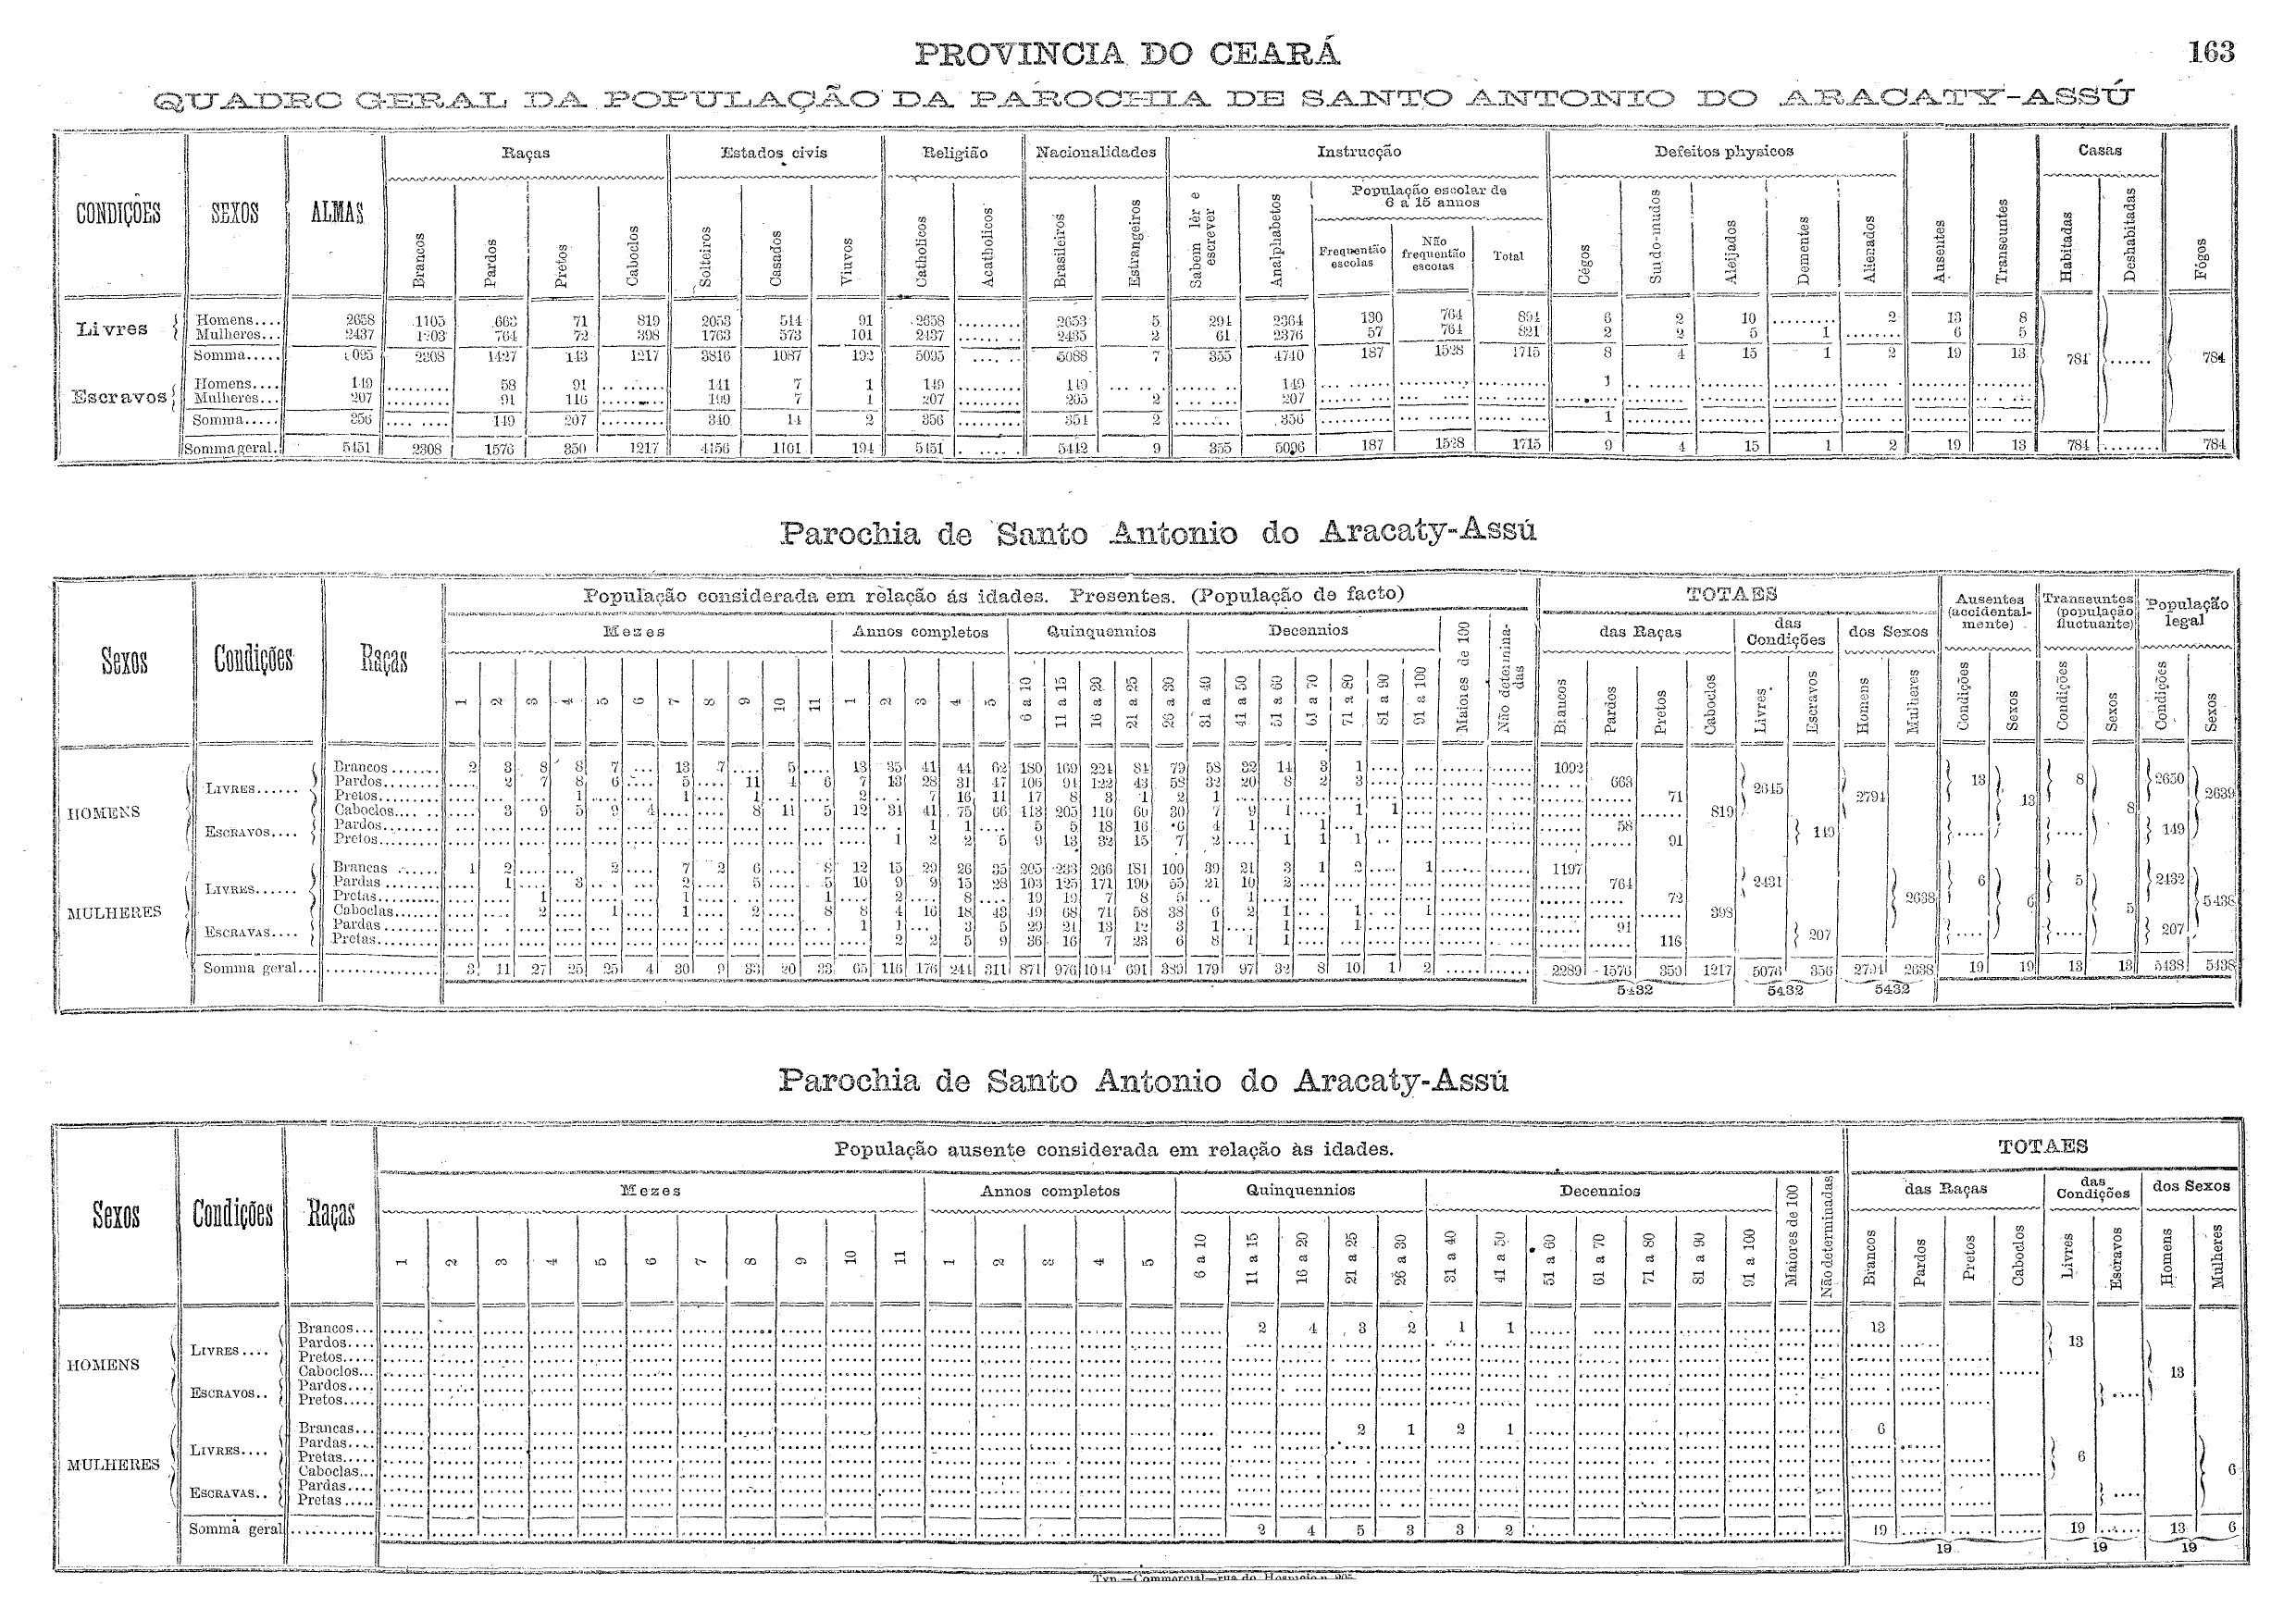 PROVINCIA DO CEARÁ 163
QUADRO GERAL DA POPULAÇÃO DA PAROCHIA DE SANTO ANTONIO DO ARACATY-ASSÚ
CONDIÇÕES SEXOS ALMAS Raças Estados civis Religião Nacionalidades Instrucção Defeitos physicos Ausentes Transeuntes Casas Fógos
População escolar de 6 a 15 annos
Brancos Pardos Pretos Caboclos Solteiros Casados Viuvos Catholicos Acatholicos Brasileiros Estrangeiros Sabem lêr e escrever Analphabetos Frequentão escolas Não frequentão escolas Total Cégos Surdo-mudos Aleijados Dementes Alienados Habitadas Deshabitadas
Livres Homens.... 2658 1105 663 71 819 2053 514 91 2658 ......... 2653 5 294 2364 130 764 894 6 2 10 ......... 2 13 8
Mulheres... 2437 1203 764 72 398 1763 573 101 2437 ...... 2435 2 61 2376 57 764 821 2 2 5 1 ........ 6 5
Somma..... 2308 1427 143 1217 3816 1087 192 5095 ...... 5088 7 355 4740 187 1528 1715 8 4 15 1 2 19 13 784 ...... 784
Escravos Homens.... 149 ......... 58 91 ......... 141 7 1 149 ......... 149 ...... ...... 149 1
Mulheres... 207 ......... 91 116 ......... 199 7 1 207 ......... 205 2 ...... 207
Somma..... 356 ...... 149 207 ......... 340 14 2 356 ......... 354 2 ....... 356 1
Somma geral. 5451 2308 1576 350 1217 4156 1101 194 5451 ...... 5442 9 355 5096 187 1528 1715 9 4 15 1 2 19 13 784 ........ 784
Parochia de Santo Antonio do Aracaty-Assú
Sexos Condições Raças População considerada em relação ás idades. Presentes. (População de facto) TOTAES Ausentes (accidentalmente) Transeuntes (população fluctuante) População legal
Mezes Annos completos Quinquennios Decennios Maiores de 100 Não determinadas das Raças das Condições dos Sexos
1 2 3 4 5 6 7 8 9 10 11 1 2 3 4 5 6 a 10 11 a 15 16 a 20 21 a 25 26 a 30 31 a 40 41 a 50 51 a 60 61 a 70 71 a 80 81 a 90 91 a 100 Brancos Pardos Pretos Caboclos Livres Escravos Homens Mulheres Condições Sexos Condições Sexos Condições Sexos
HOMENS LIVRES...... Brancos....... 2 3 8 8 7 .... 13 7 .... 5 .... 13 35 41 44 62 180 169 224 84 79 58 32 14 3 1 1092
Pardos......... .... 2 7 8 6 .... 5 .... 11 4 6 7 13 28 31 47 106 94 122 43 58 32 20 8 2 3 663 2645 13 8 2650
Pretos.......... 1 1 1 2 7 16 11 17 8 3 1 2 1 71 2794 13 2639
Caboclos.... .... 3 9 5 9 4 .... .... 8 11 5 12 31 41 75 66 113 205 110 60 30 7 9 1 .... 1 1 819 8
ESCRAVOS.... Pardos......... 1 1 .... 5 5 18 16 6 4 1 .... 1 58 149 149
Pretos.......... 1 2 2 5 9 13 32 15 7 2 .... 1 1 1 91
MULHERES LIVRES...... Brancas ....... 1 2 .... .... 2 .... 7 2 6 .... 8 12 15 29 26 35 205 233 266 181 100 39 21 3 1 2 .... 1 1197
Pardas ........ .... 1 .... 3 .... .... 2 .... 5 .... 5 10 9 9 15 28 103 125 171 190 55 21 10 2 764 2431 6 5 2432
Pretas.......... 1 1 1 2 8 19 19 7 8 5 .. 1 72 2638 6 5438
Caboclas....... 2 .... 1 .... 1 .... 2 .... 8 8 4 16 18 43 49 68 71 58 38 6 2 1 .... 1 .... 1 398 5
ESCRAVAS.... Pardas......... 1 1 .... 3 5 29 21 13 12 3 1 .... 1 .... 1 91 207 207
Pretas.......... 2 2 5 9 36 16 7 23 6 8 1 1 116
Somma geral... ................ 3 11 27 25 25 4 30 9 33 20 33 65 116 176 244 311 871 976 1044 691 389 179 97 32 8 10 1 2 ..... ...... 2289 1576 350 1217 5076 356 2794 2638 19 19 13 13 5438 5438
5432 5432 5432
Parochia de Santo Antonio do Aracaty-Assú
Sexos Condições Raças População ausente considerada em relação às idades. TOTAES
Mezes Annos completos Quinquennios Decennios Maiores de 100 Não determinadas das Raças das Condições dos Sexos
1 2 3 4 5 6 7 8 9 10 11 1 2 3 4 5 6 a 10 11 a 15 16 a 20 21 a 25 26 a 30 31 a 40 41 a 50 51 a 60 61 a 70 71 a 80 81 a 90 91 a 100 Brancos Pardos Pretos Caboclos Livres Escravos Homens Mulheres
HOMENS LIVRES.... Brancos... 2 4 3 2 1 1 13
Pardos.... 13
Pretos.....
Caboclos... 13
ESCRAVOS.. Pardos....
Pretos.....
MULHERES LIVRES.... Brancas... 2 1 2 1 6
Pardas....
Pretas..... 6
Caboclas... 6
ESCRAVAS.. Pardas....
Pretas.....
Somma geral 2 4 5 3 3 2 19 19 13 6
19 19 19
Typ.—Commercial—rua do Hospicio n.